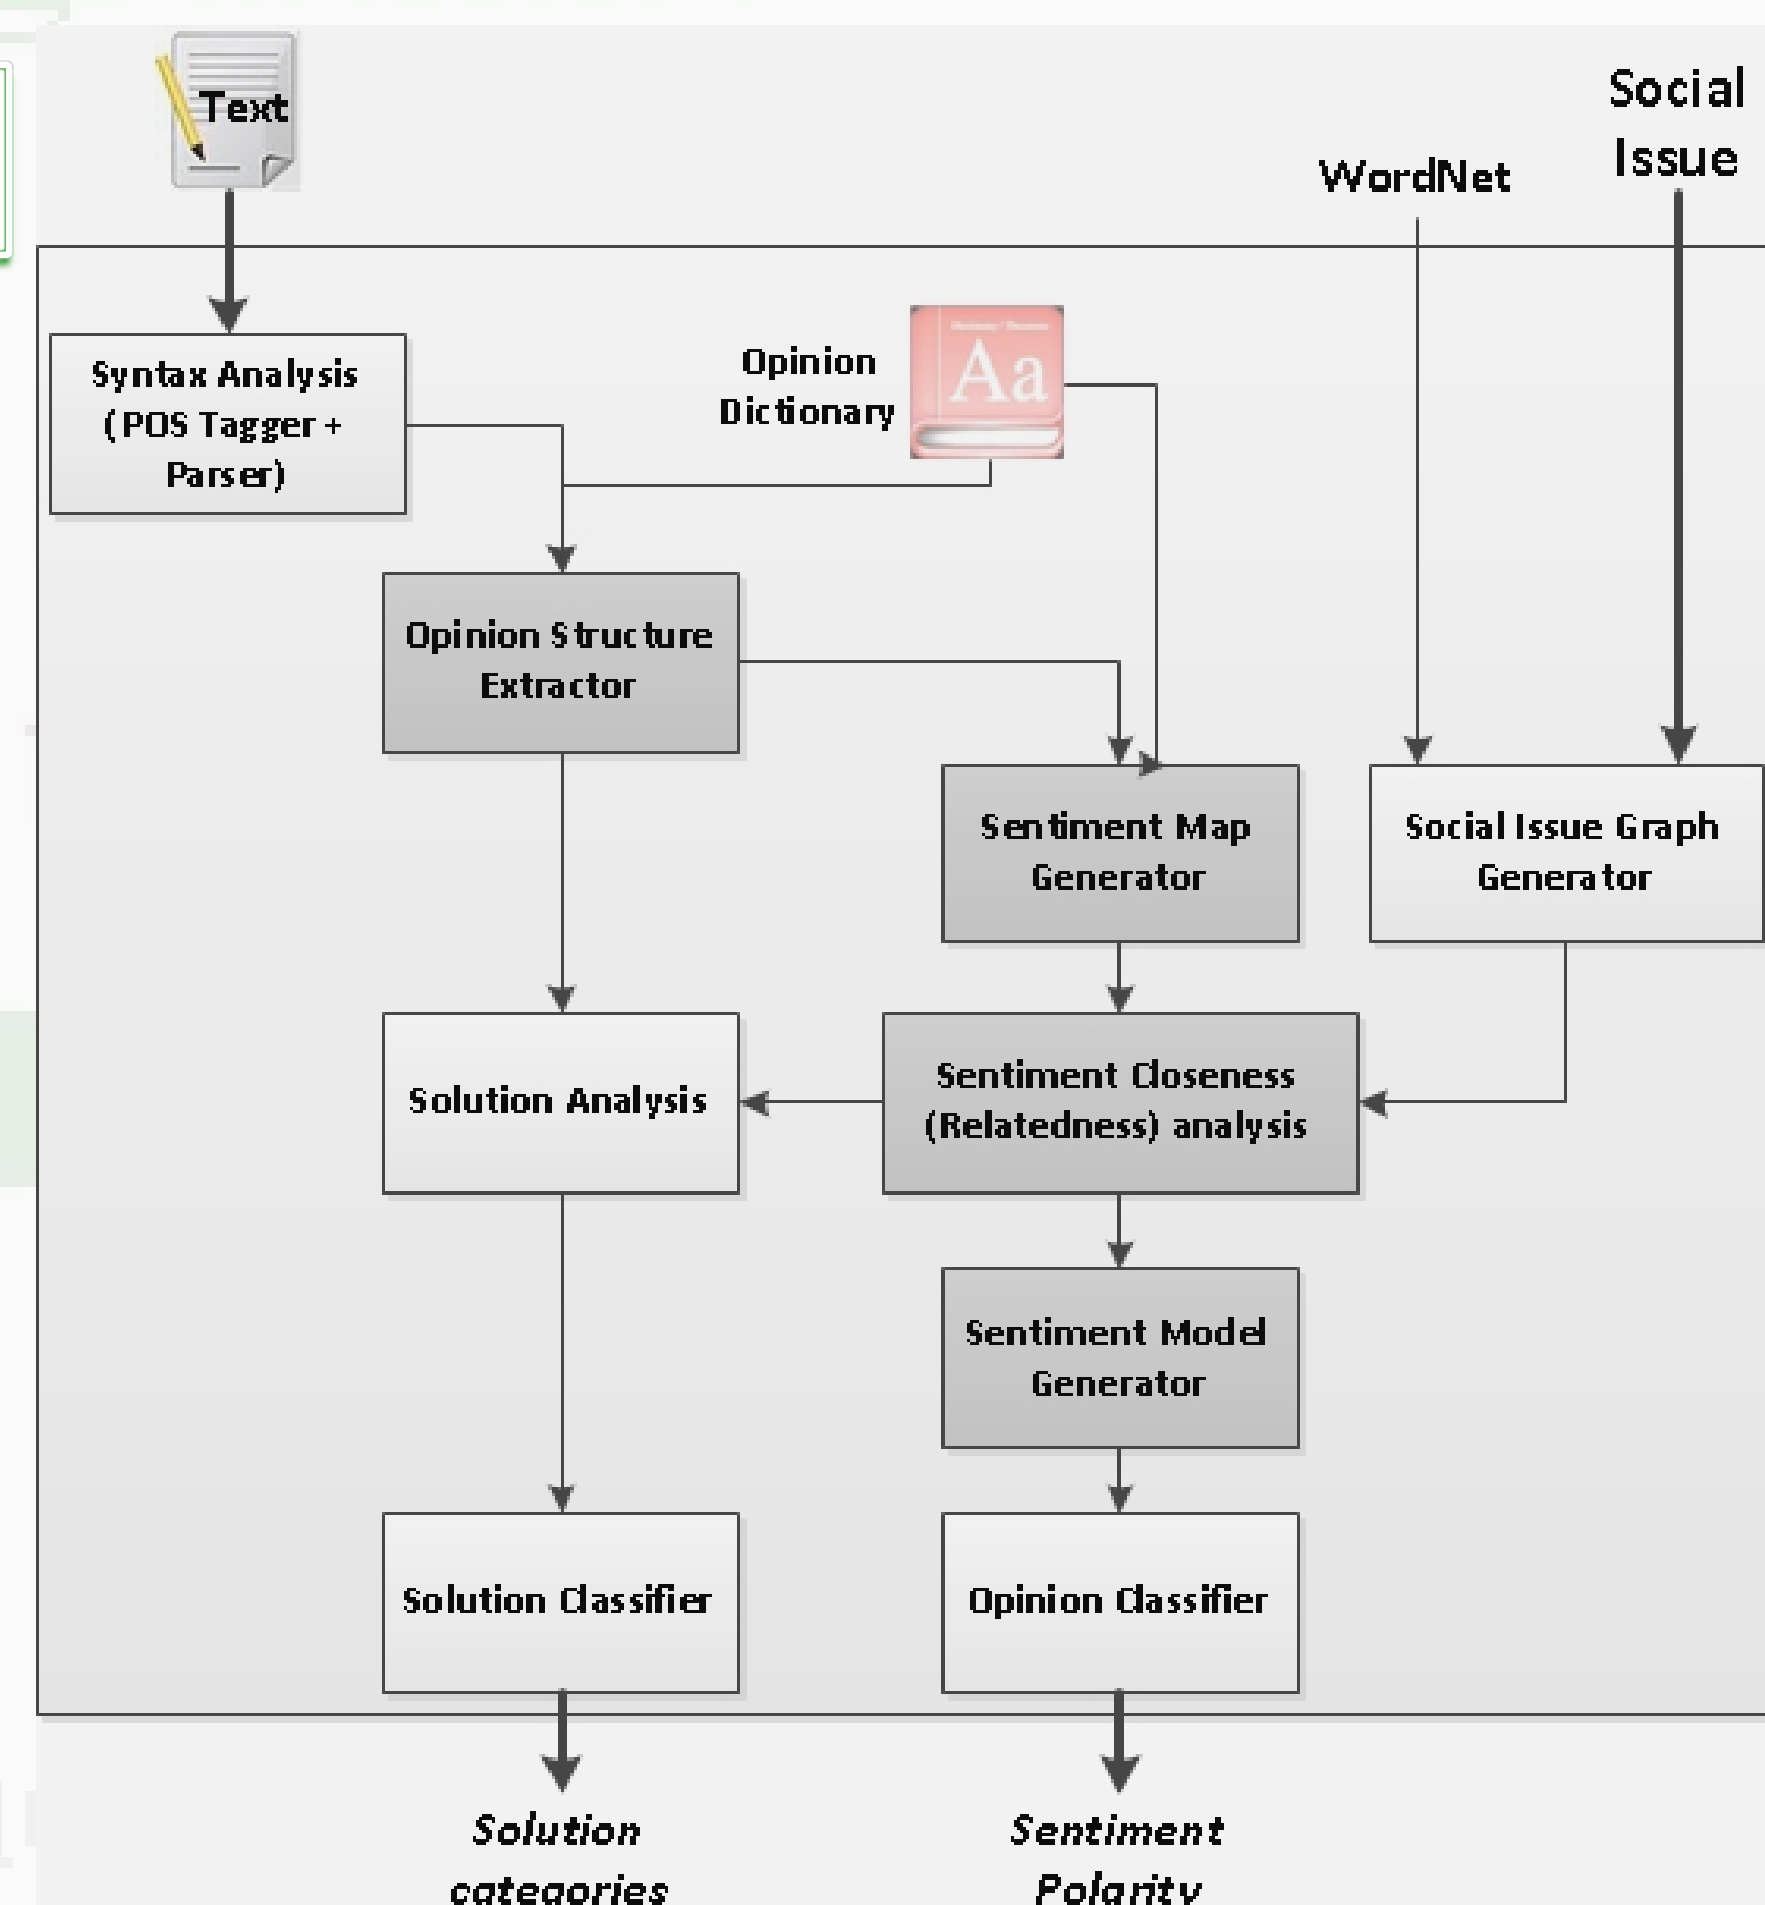 Text
Social
Issue
WordNet
Opinion
Dictionary
Aa
Syntax Analysis
(POS Tagger +
Parser)
Opinion Structure
Extractor
Sentiment Map
Generator
Social Issue Graph
Generator
Solution Analysis
Sentiment Closeness
(Relatedness) analysis
Sentiment Model
Generator
Solution Classifier
Opinion Classifier
Solution
categories
Sentiment
Polarity